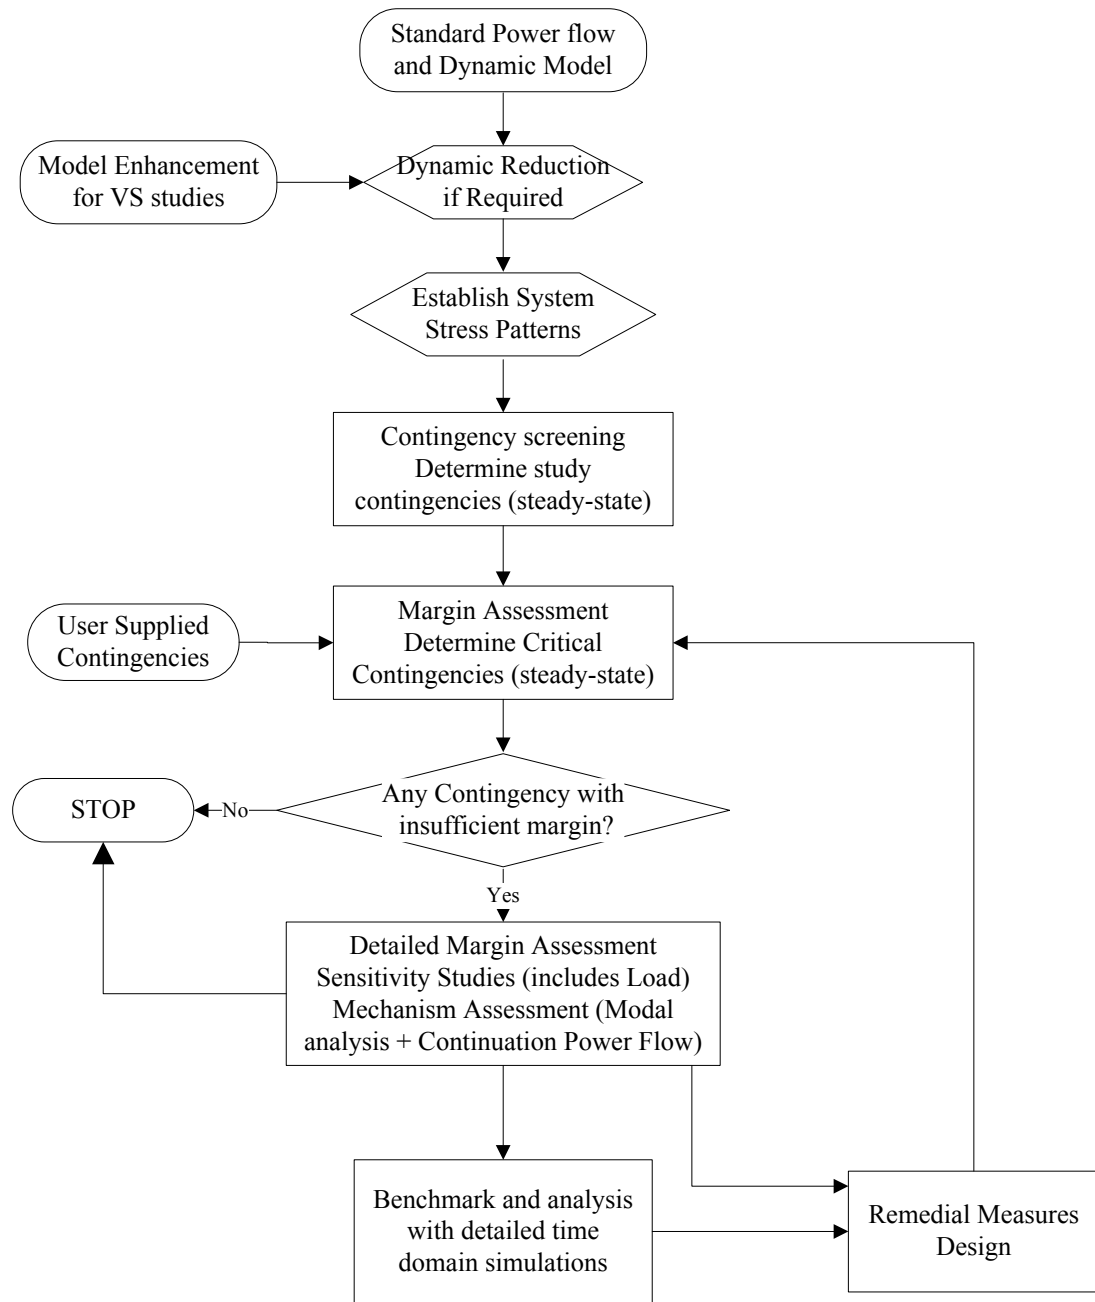 Standard Power flow
and Dynamic Model
Model Enhancement
for VS studies
Dynamic Reduction
if Required
Establish System
Stress Patterns
Contingency screening
Determine study
contingencies (steady-state)
User Supplied
Contingencies
Margin Assessment
Determine Critical
Contingencies (steady-state)
STOP
No
Any Contingency with
insufficient margin?
Yes
Detailed Margin Assessment
Sensitivity Studies (includes Load)
Mechanism Assessment (Modal
analysis + Continuation Power Flow)
Benchmark and analysis
with detailed time
domain simulations
Remedial Measures
Design